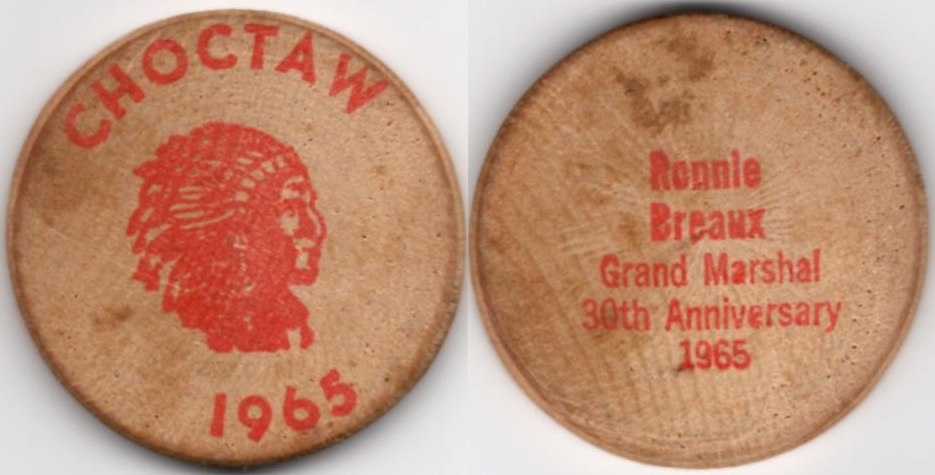 CHOCTAW
1965
Ronnie
Breaux
Grand Marshal
30th Anniversary
1965